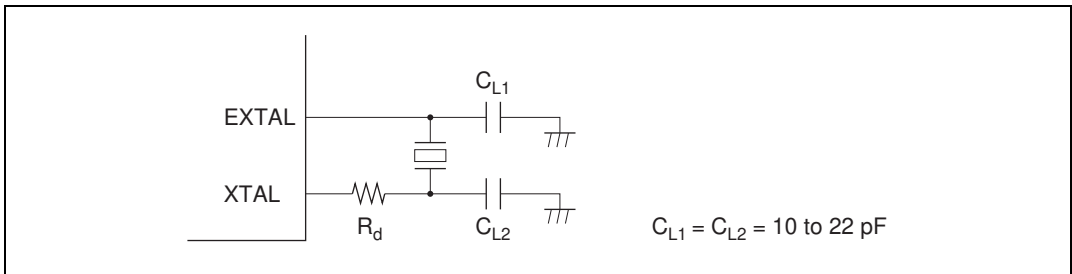 C_L1
EXTAL
XTAL
R_d
C_L2
C_L1 = C_L2 = 10 to 22 pF